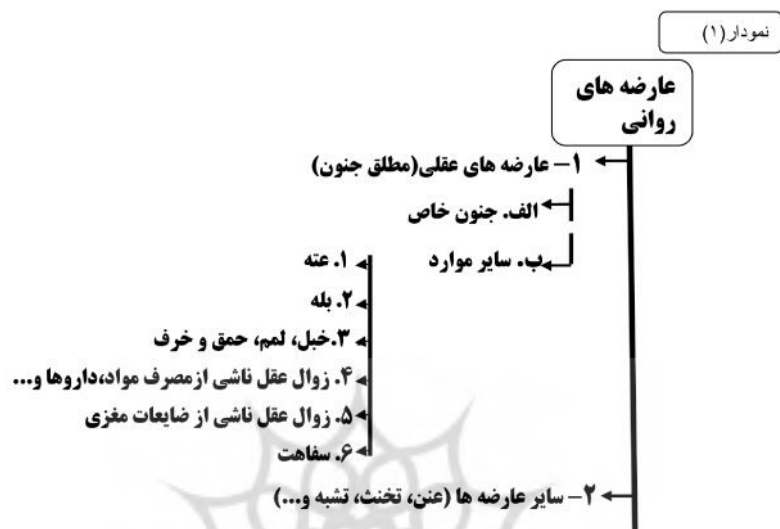 نمودار(۱)
عارضه های
روانی
۱– عارضه های عقلی(مطلق جنون)
الف. جنون خاص
ب. سایر موارد
۱. عته
۲. بله
۳.خبل، لمم، حمق و خرف
۴. زوال عقل ناشی ازمصرف مواد،داروها و...
۵. زوال عقل ناشی از ضایعات مغزی
۶. سفاهت
۲– سایر عارضه ها (عنن، تخنث، تشبه و...)